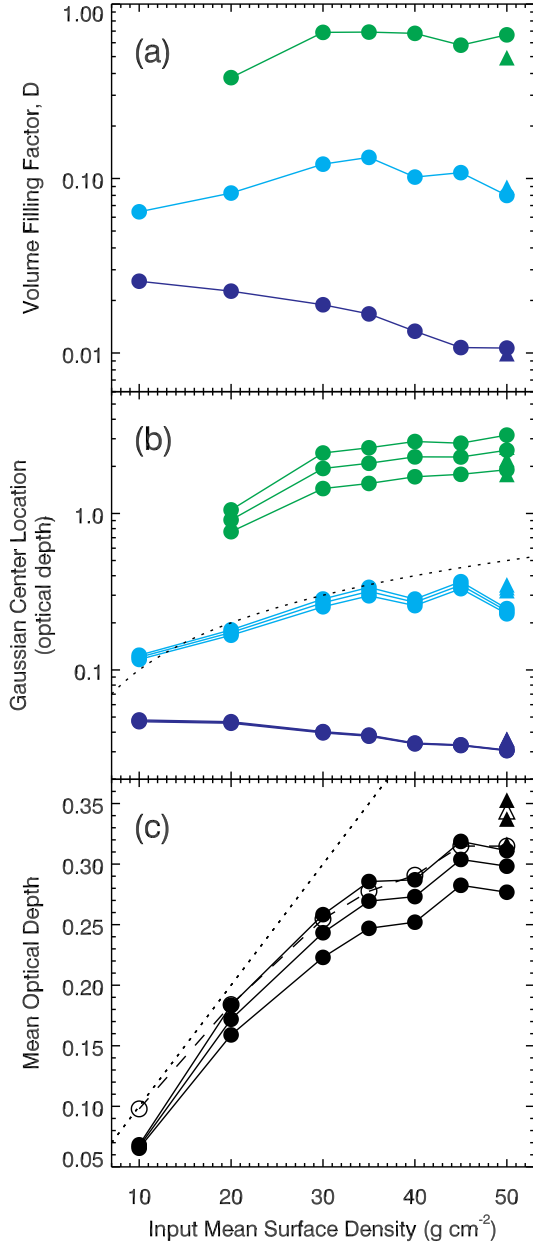 1.00
(a)
Volume Filling Factor, D
0.10
0.01
(b)
Gaussian Center Location
(optical depth)
1.0
0.1
0.35
(c)
0.30
Mean Optical Depth
0.25
0.20
0.15
0.10
0.05
10 20 30 40 50
Input Mean Surface Density (g cm⁻²)